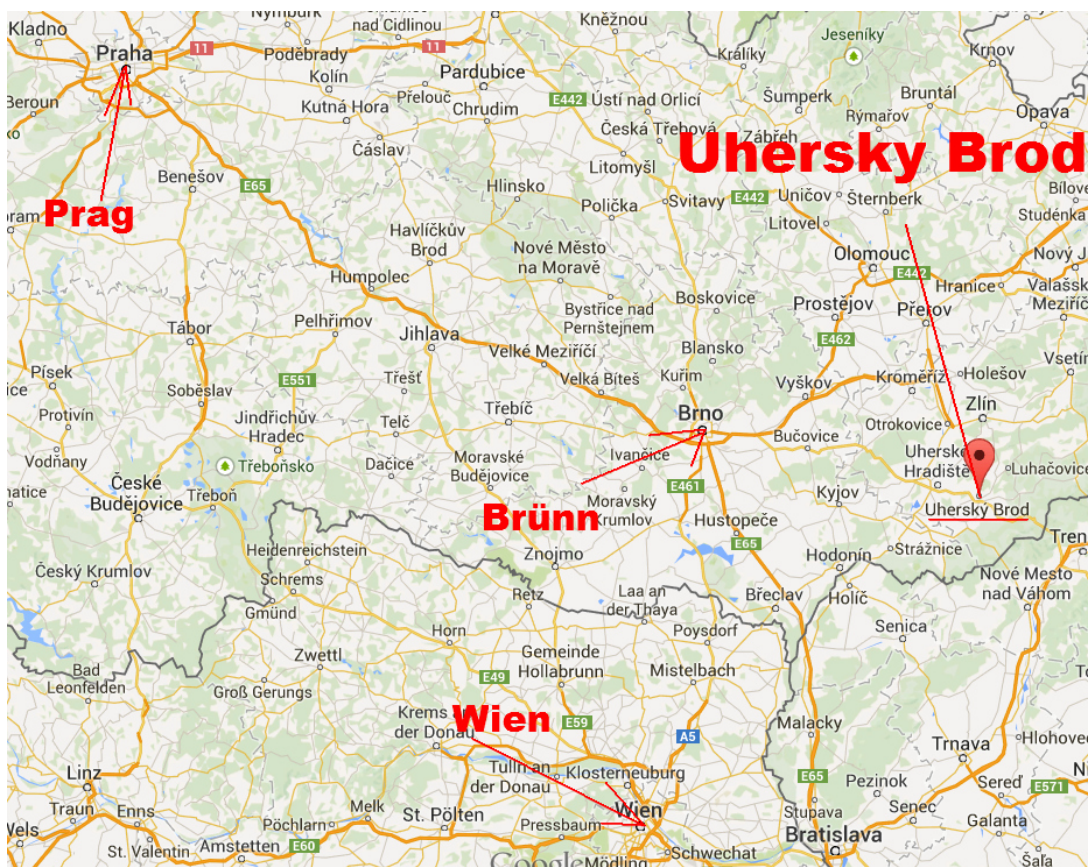 Nymburk
nad Cidlinou
Kněžnou
Kladno
Praha
11
Poděbrady
11
Jeseníky
Králíky
Krnov
Kolín
Pardubice
Beroun
Přelouč
E442
Ústí nad Orlicí
Šumperk
Bruntál
Kutná Hora
Chrudim
Rýmařov
Opava
Česká Třebová
Zábřeh
Čáslav
Litomyšl
Uhersky Brod
Benešov
E65
Hlinsko
Svitavy
E442
Uničov
Šternberk
Bílove
Prag
Polička
Litovel
Studénka
Havlíčkův
Brod
Nové Město
na Moravě
Olomouc
E442
Nový J
Humpolec
Hranice
Valašsk
Meziříč
Bystřice nad
Pernštejnem
Boskovice
Prostějov
Přerov
Pelhřimov
Jihlava
Tábor
E462
Velké Meziříčí
Blansko
Vsetín
Písek
E551
Třešť
Velká Bíteš
Kuřim
Vyškov
Kroměříž
Holešov
Soběslav
Protivín
Jindřichův
Hradec
Telč
Třebíč
Brno
Zlín
Otrokovice
Bučovice
Vodňany
Třeboňsko
Dačice
Moravské
Budějovice
Ivančice
Uherské
Hradiště
Luhačovice
České
Budějovice
Třeboň
E461
Moravský
Krumlov
Kyjov
Uherský Brod
Brünn
Hustopeče
E65
Tren
Heidenreichstein
Znojmo
Hodonín
Strážnice
Český Krumlov
Schrems
Retz
Laa an
der Thaya
Břeclav
Holíč
Nové Mesto
nad Váhom
Gmünd
Horn
Poysdorf
Senica
Gemeinde
Hollabrunn
Bad
Leonfelden
Zwettl
E49
Mistelbach
Groß Gerungs
Krems an
der Donau
Wien
E59
A5
Malacky
Trnava
Hlohovec
Linz
Tulln an
der Donau
Klosterneuburg
E65
Pezinok
Sereď
E571
Traun
Enns
Melk
St. Pölten
Wien
Stupava
Senec
Galanta
Wels
Pöchlarn
Pressbaum
Bratislava
St. Valentin
Amstetten
E60
Google
Mödling
Schwechat
Šaľa